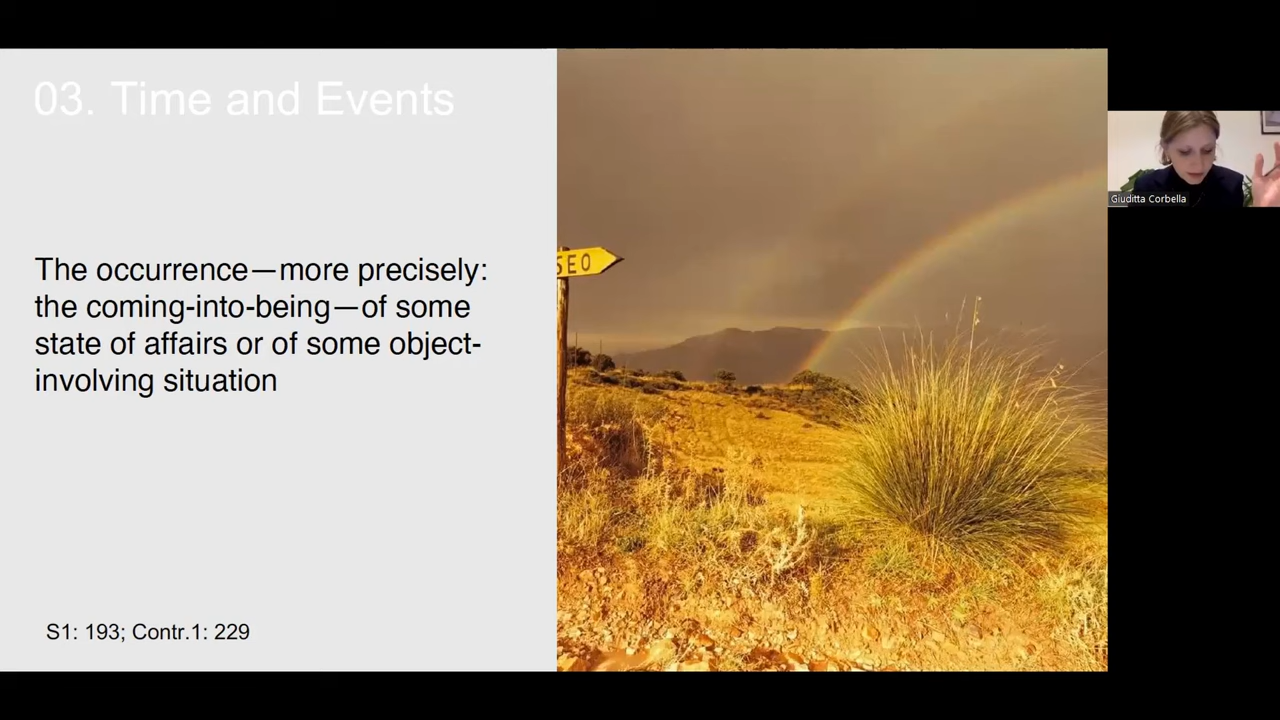 03. Time and Events
The occurrence—more precisely:
the coming-into-being—of some
state of affairs or of some object-
involving situation
S1: 193; Contr.1: 229
SEO
Giuditta Corbella